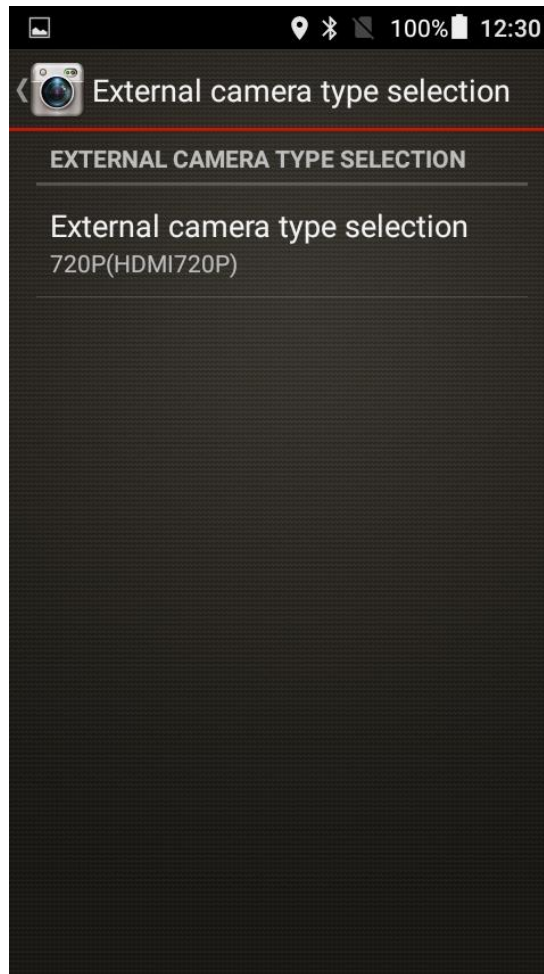 100% 12:30
External camera type selection
EXTERNAL CAMERA TYPE SELECTION
External camera type selection
720P(HDMI720P)